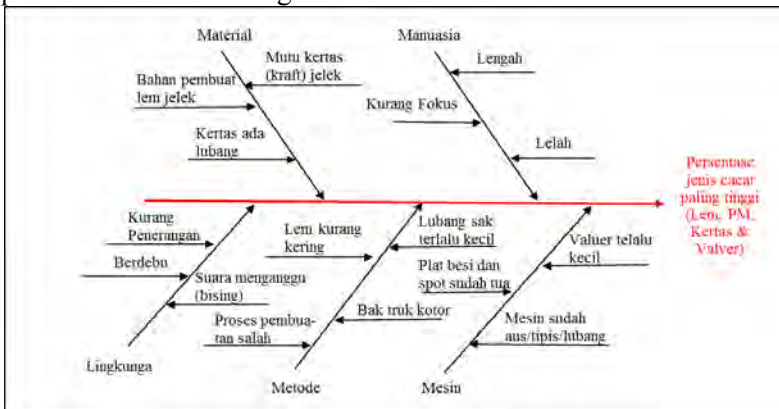 Material
Manuasia
Mutu kertas
(kraft) jelek
Lengah
Bahan pembuat
lem jelek
Kurang Fokus
Kertas ada
lubang
Lelah
Persentase
jenis cacar
paling tinggi
(Lem, PM,
Kertas &
Valver)
Kurang
Penerangan
Lem kurang
kering
Lubang sak
terlalu kecil
Valuer telalu
kecil
Berdebu
Plat besi dan
spot sudah tua
Suara menganggu
(bising)
Bak truk kotor
Proses pembua-
tan salah
Mesin sudah
aus/tipis/lubang
Lingkunga
Metode
Mesin